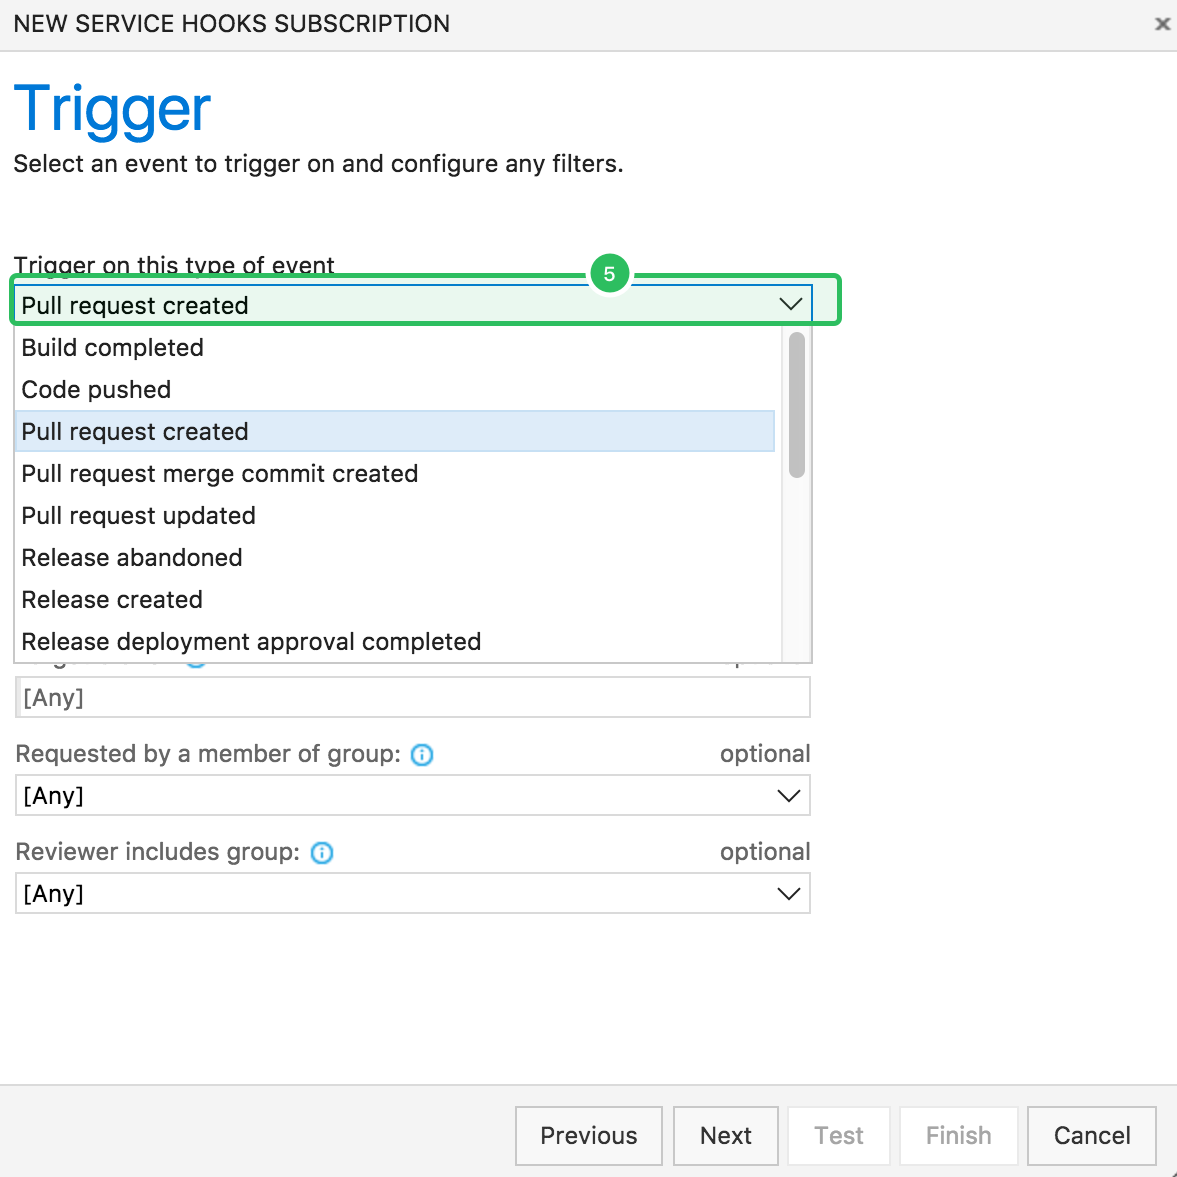 NEW SERVICE HOOKS SUBSCRIPTION
Trigger
Select an event to trigger on and configure any filters.
Trigger on this type of event
5
Pull request created
Build completed
Code pushed
Pull request created
Pull request merge commit created
Pull request updated
Release abandoned
Release created
Release deployment approval completed
[Any]
Requested by a member of group: optional
[Any]
Reviewer includes group: optional
[Any]
Previous Next Test Finish Cancel